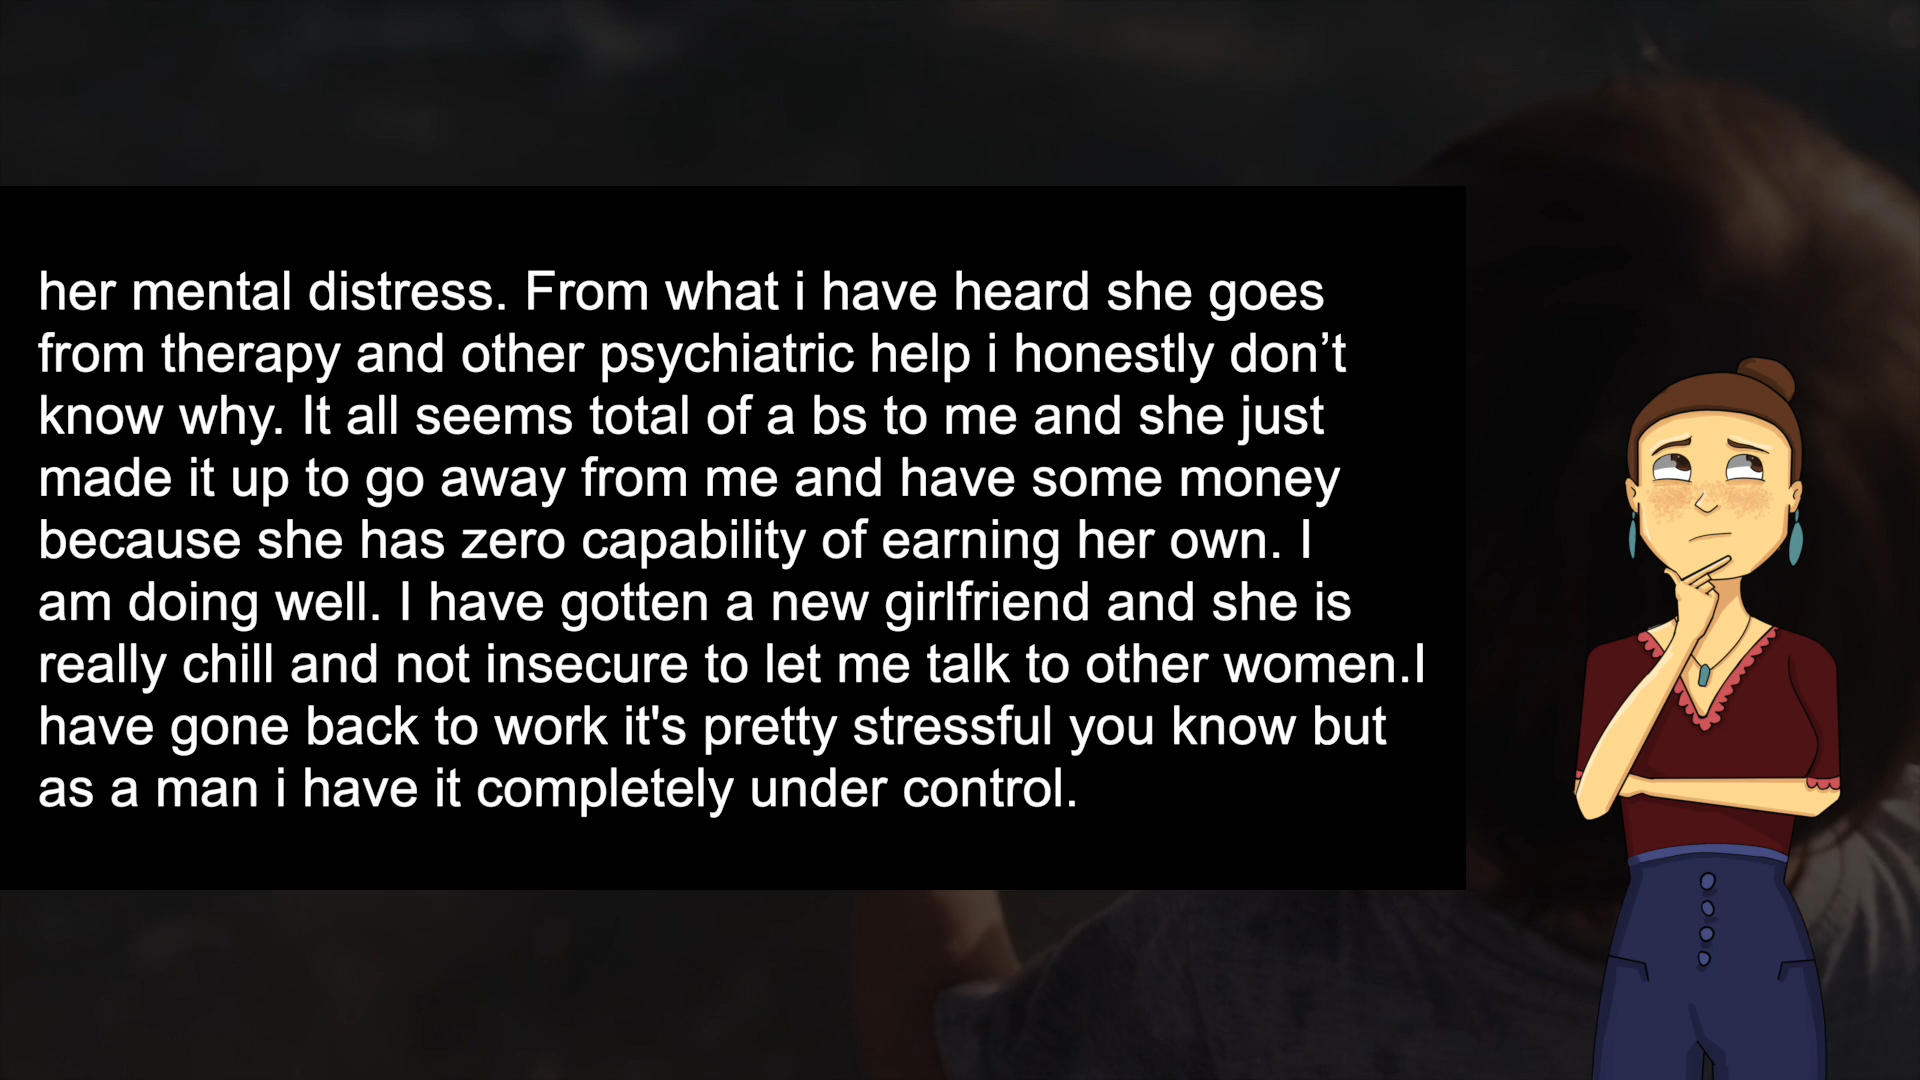 her mental distress. From what i have heard she goes
from therapy and other psychiatric help i honestly don’t
know why. It all seems total of a bs to me and she just
made it up to go away from me and have some money
because she has zero capability of earning her own. I
am doing well. I have gotten a new girlfriend and she is
really chill and not insecure to let me talk to other women.I
have gone back to work it's pretty stressful you know but
as a man i have it completely under control.